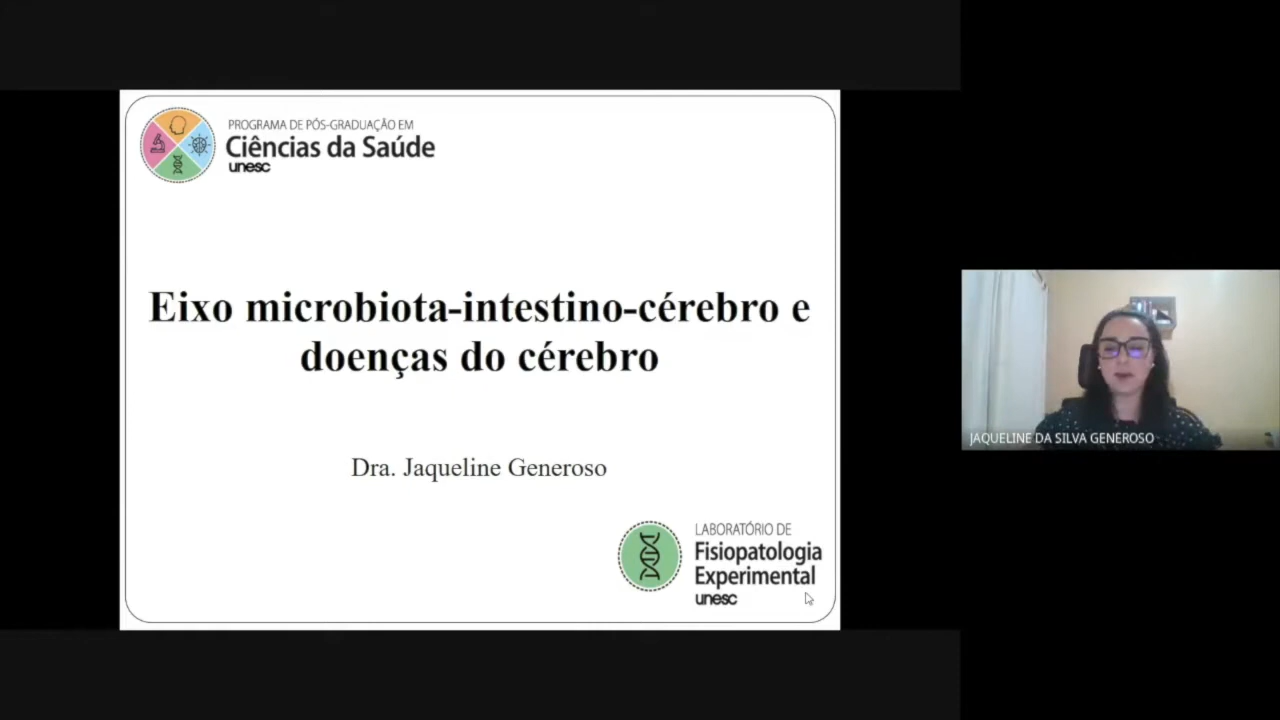 PROGRAMA DE PÓS-GRADUAÇÃO EM
Ciências da Saúde
unesc
Eixo microbiota-intestino-cérebro e
doenças do cérebro
Dra. Jaqueline Generoso
LABORATÓRIO DE
Fisiopatologia
Experimental
unesc
JAQUELINE DA SILVA GENEROSO